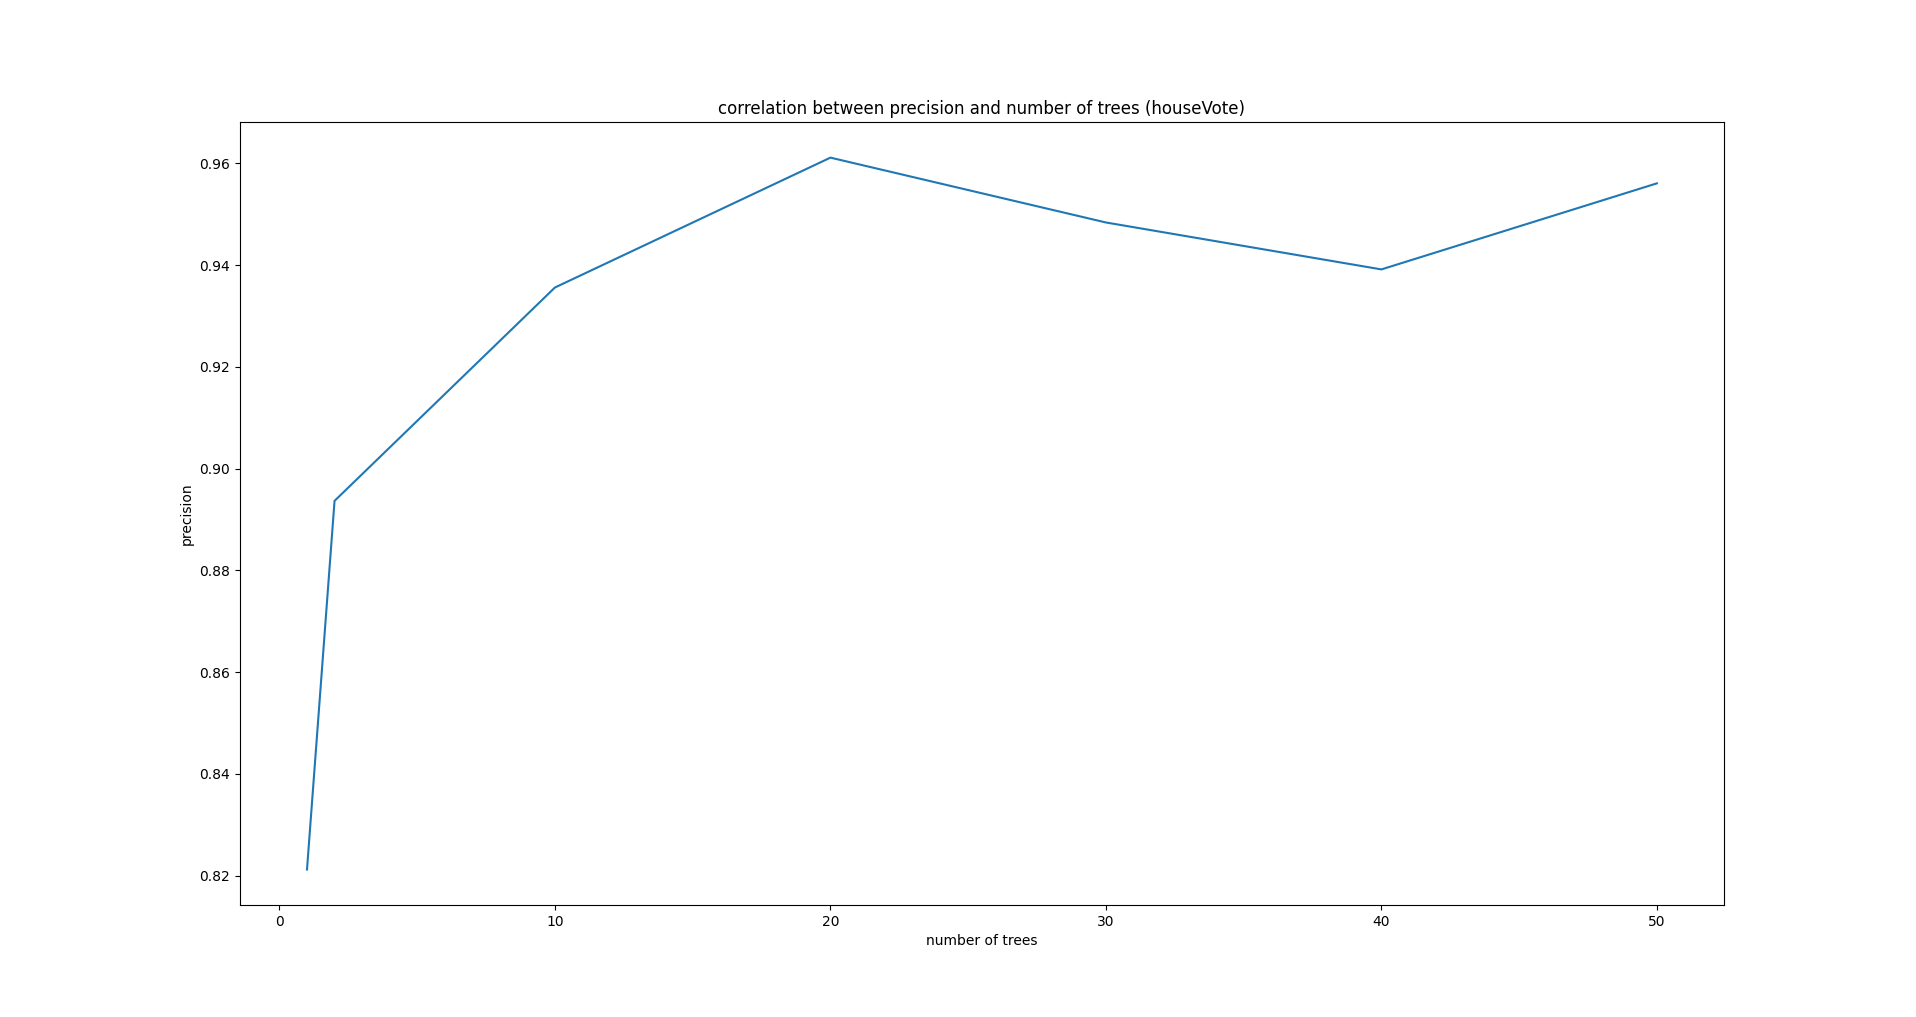 correlation between precision and number of trees (houseVote)
0.96
0.94
0.92
0.90
0.88
0.86
0.84
0.82
precision
0 10 20 30 40 50
number of trees